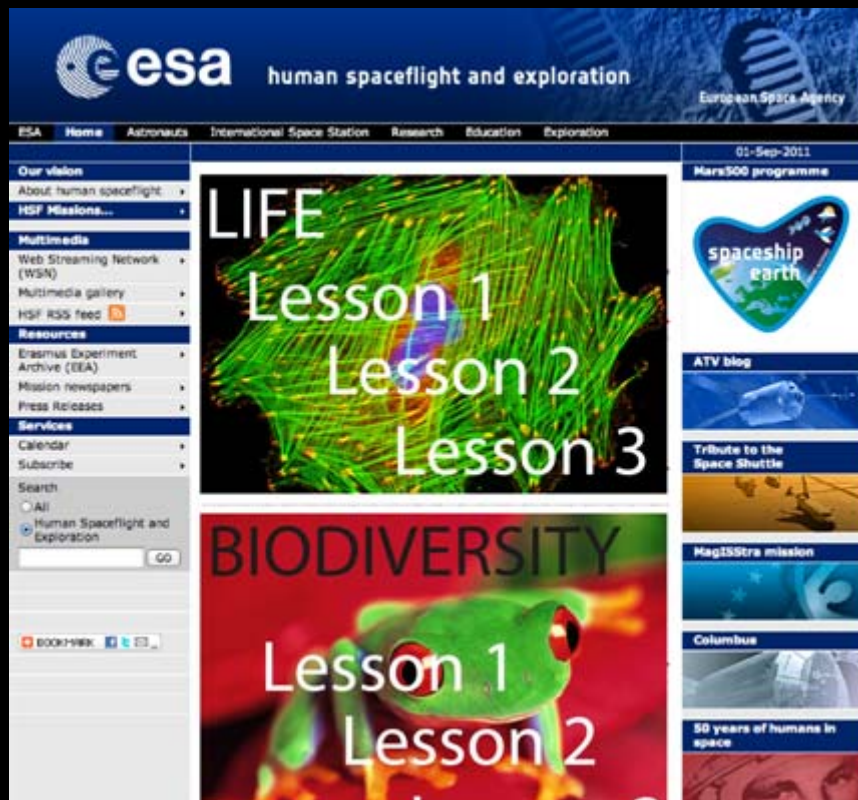 esa
human spaceflight and exploration
European Space Agency
ESA Home Astronauts International Space Station Research Education Exploration
01-Sep-2011
Our vision
About human spaceflight
HSF Missions...
Multimedia
Web Streaming Network
(WSN)
Multimedia gallery
HSF RSS feed
Resources
Erasmus Experiment
Archive (EEA)
Mission newspapers
Press Releases
Services
Calendar
Subscribe
Search
All
Human Spaceflight and
Exploration
GO
BOOKMARK
LIFE
Lesson 1
Lesson 2
Lesson 3
BIODIVERSITY
Lesson 1
Lesson 2
Mars500 programme
spaceship
earth
ATV blog
Tribute to the
Space Shuttle
MagISStra mission
Columbus
50 years of humans in
space